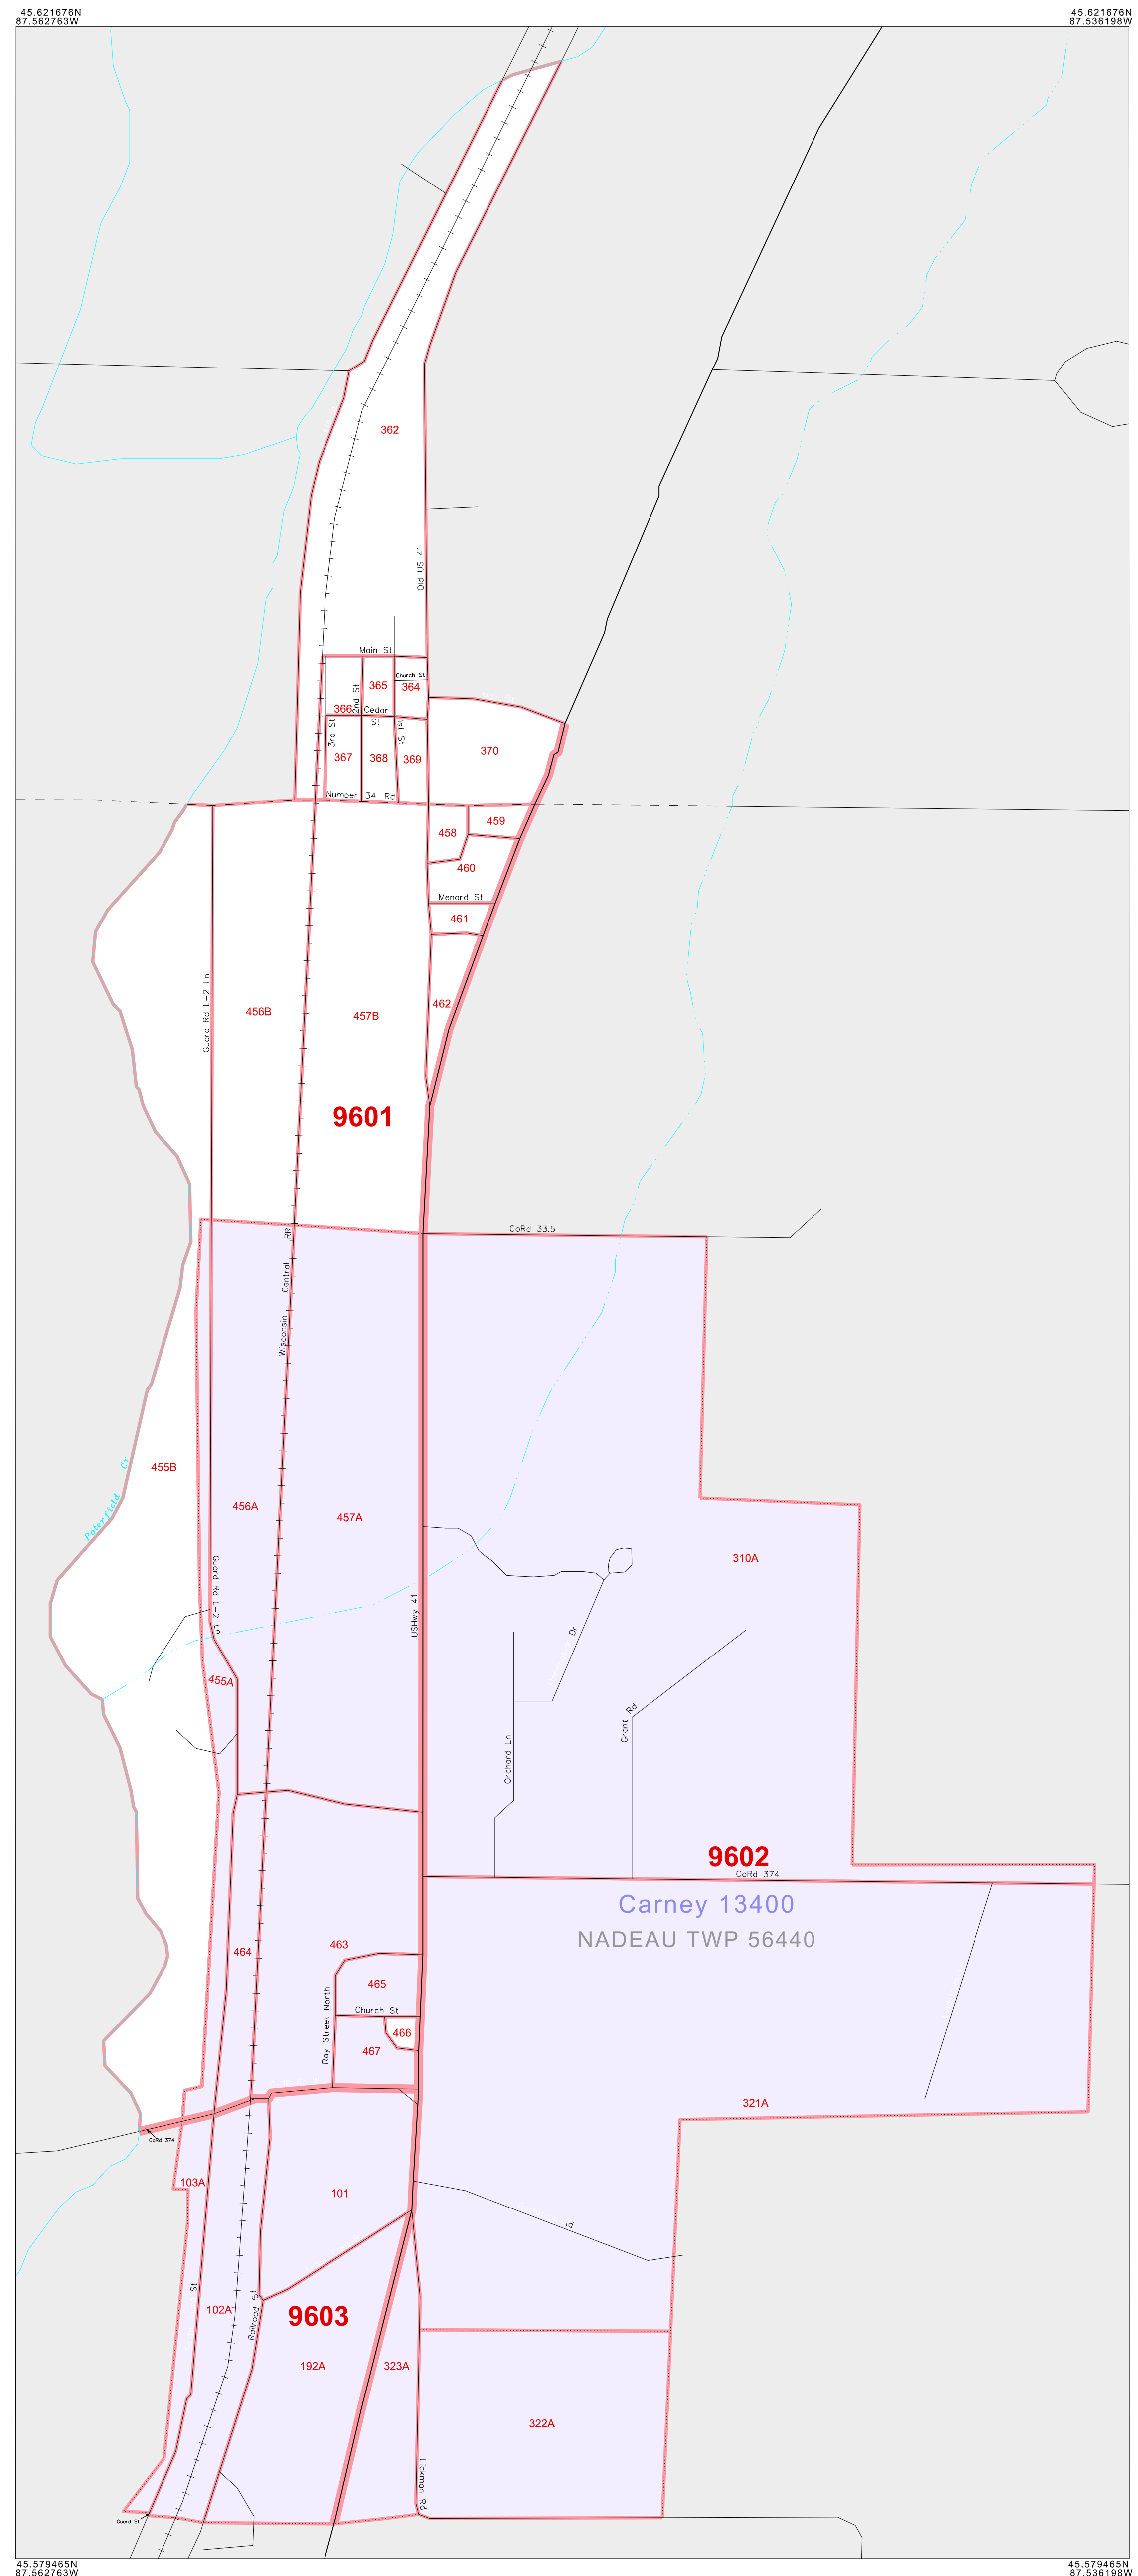 45.621676N
87.562763W
45.621676N
87.536198W
362
Old US 41
Main St
365
Church St
364
2nd St
366
Cedar
St
3rd St
1st St
367
368
369
370
Number 34 Rd
458
459
460
Menard St
461
462
Guard Rd L-2 Ln
456B
457B
9601
CoRd 33.5
Wisconsin Central RR
455B
Poterfield Cr
456A
457A
310A
Guard Rd L-2 Ln
USHwy 41
Dr
455A
Orchard Ln
Grant Rd
9602
CoRd 374
Carney 13400
NADEAU TWP 56440
464
463
465
Ray Street North
Church St
466
467
321A
CoRd 374
103A
101
St
102A
Railroad St
9603
192A
323A
322A
Lickman Rd
Guard St
45.579465N
87.562763W
45.579465N
87.536198W